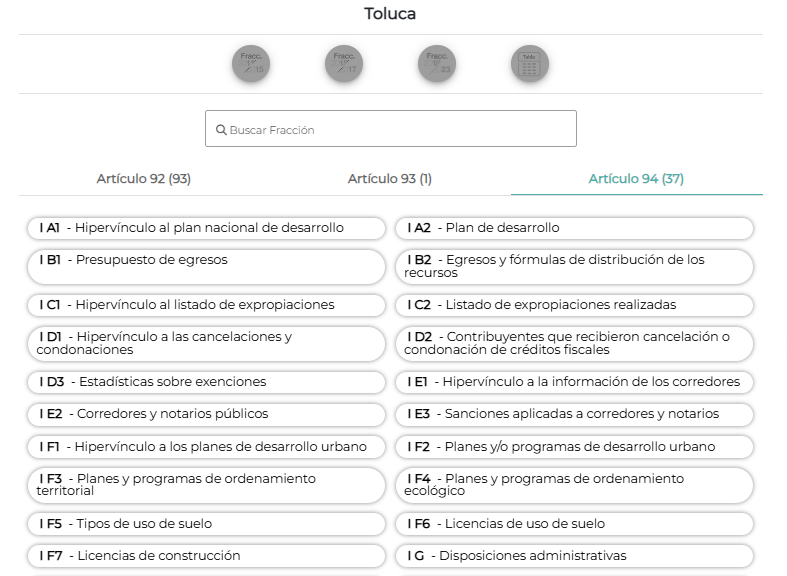 Toluca
Fracc.
15
Fracc.
17
Fracc.
23
Tabla
Buscar Fracción
Artículo 92 (93)
Artículo 93 (1)
Artículo 94 (37)
I A1 - Hipervínculo al plan nacional de desarrollo
I A2 - Plan de desarrollo
I B1 - Presupuesto de egresos
I B2 - Egresos y fórmulas de distribución de los
recursos
I C1 - Hipervínculo al listado de expropiaciones
I C2 - Listado de expropiaciones realizadas
I D1 - Hipervínculo a las cancelaciones y
condonaciones
I D2 - Contribuyentes que recibieron cancelación o
condonación de créditos fiscales
I D3 - Estadísticas sobre exenciones
I E1 - Hipervínculo a la información de los corredores
I E2 - Corredores y notarios públicos
I E3 - Sanciones aplicadas a corredores y notarios
I F1 - Hipervínculo a los planes de desarrollo urbano
I F2 - Planes y/o programas de desarrollo urbano
I F3 - Planes y programas de ordenamiento
territorial
I F4 - Planes y programas de ordenamiento
ecológico
I F5 - Tipos de uso de suelo
I F6 - Licencias de uso de suelo
I F7 - Licencias de construcción
I G - Disposiciones administrativas